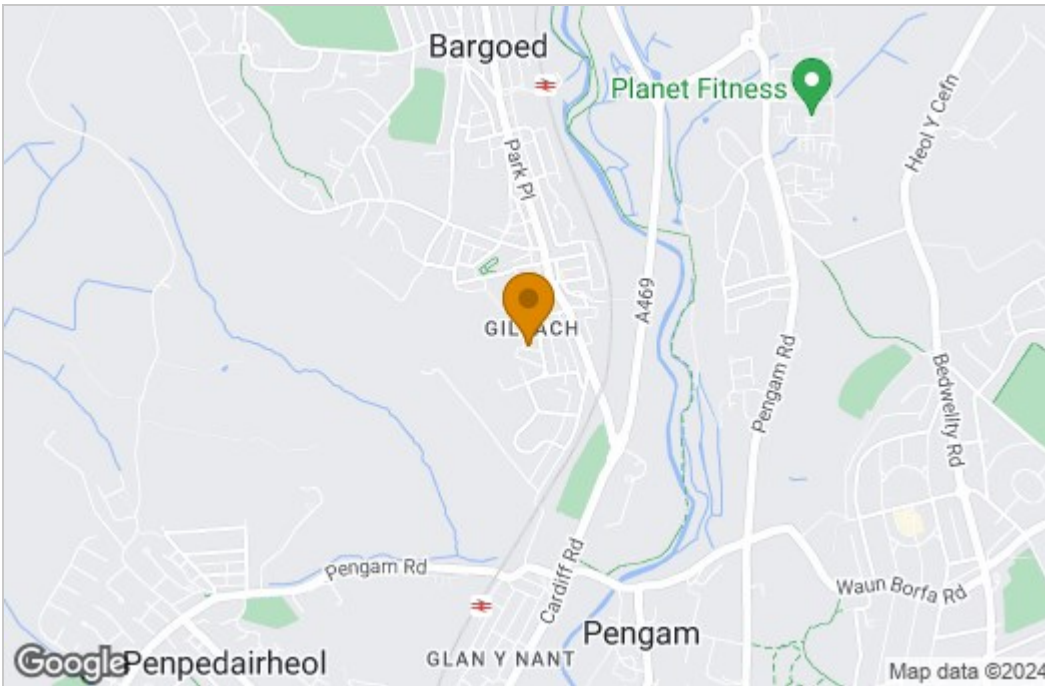 Bargoed
Planet Fitness
Heol Y Cefn
Park Pl
A469
GILFACH
Pengam Rd
Bedwellty Rd
Pengam Rd
Cardiff Rd
Waun Borfa Rd
Pengam
GLAN Y NANT
Penpedairheol
Google
Map data ©2024